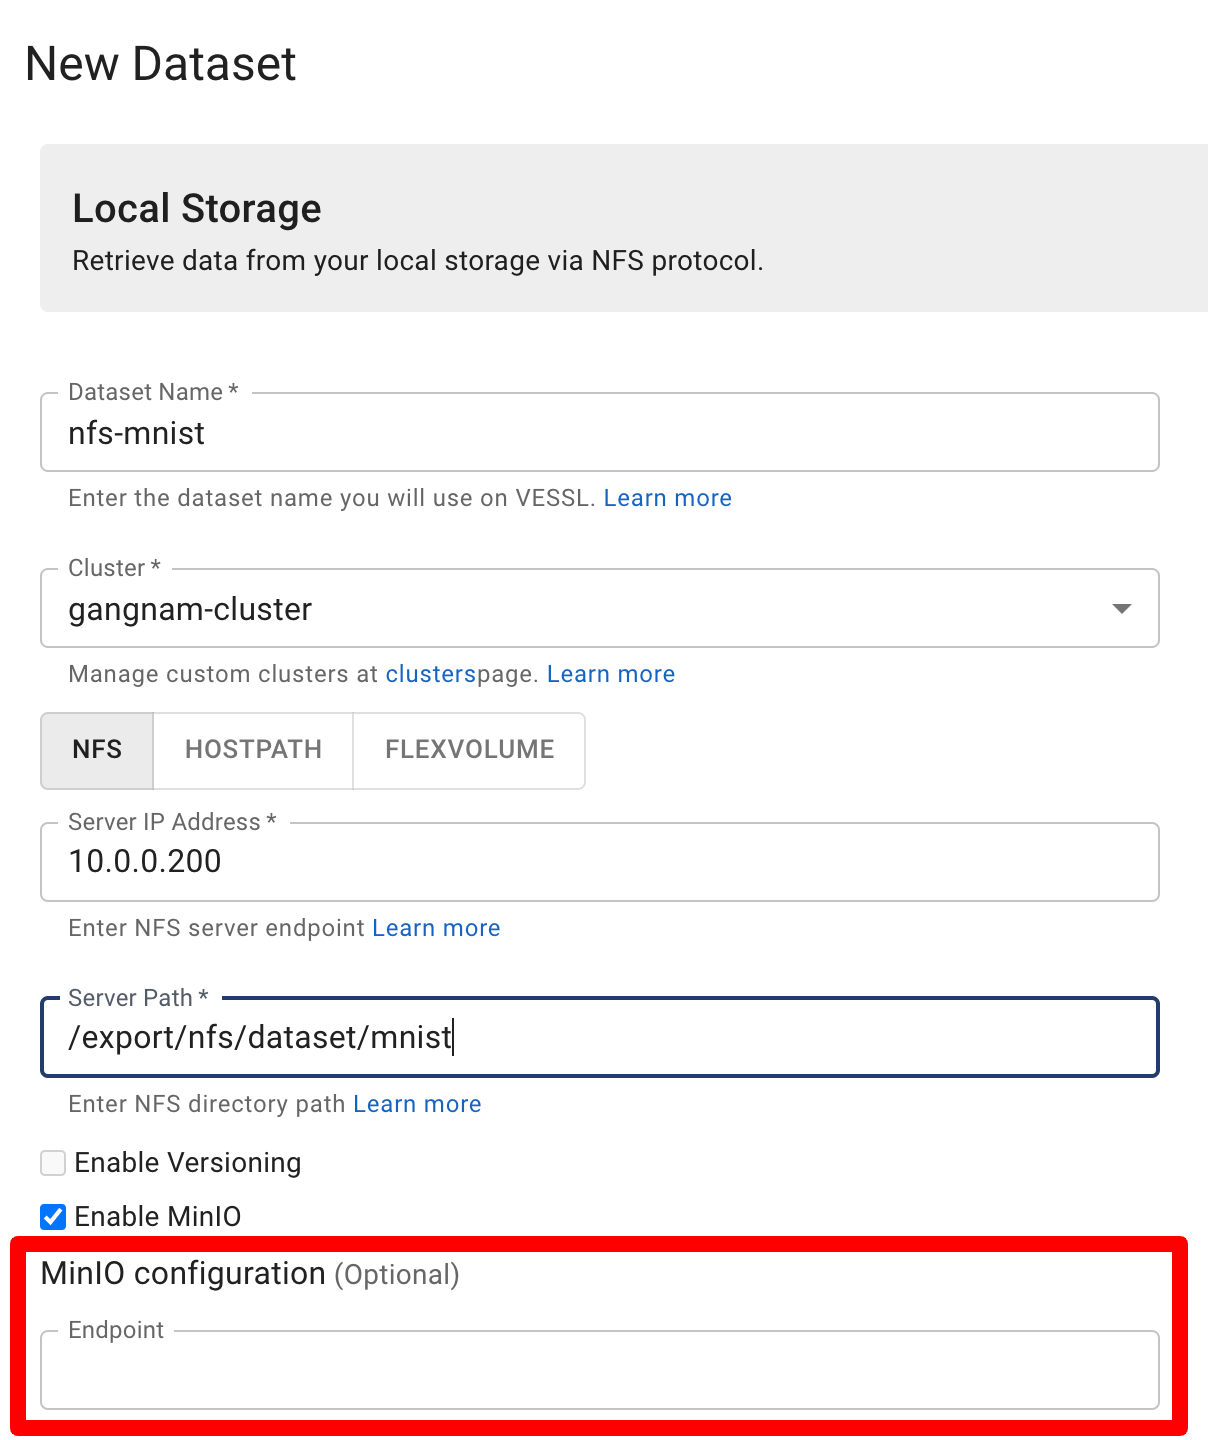 New Dataset
Local Storage
Retrieve data from your local storage via NFS protocol.
Dataset Name *
nfs-mnist
Enter the dataset name you will use on VESSL. Learn more
Cluster *
gangnam-cluster
Manage custom clusters at clusterspage. Learn more
NFS HOSTPATH FLEXVOLUME
Server IP Address *
10.0.0.200
Enter NFS server endpoint Learn more
Server Path *
/export/nfs/dataset/mnist
Enter NFS directory path Learn more
Enable Versioning
Enable MinIO
MinIO configuration (Optional)
Endpoint